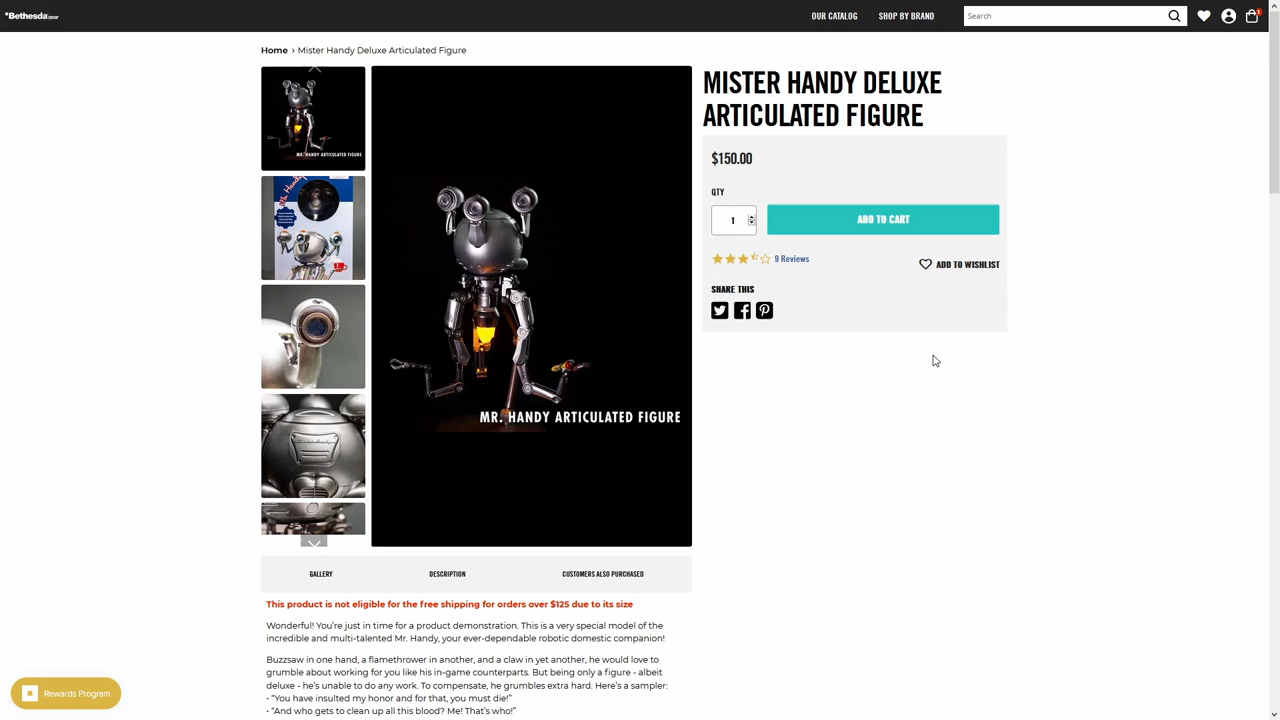 Bethesda GEAR
OUR CATALOG
SHOP BY BRAND
Search
1
Home › Mister Handy Deluxe Articulated Figure
MR. HANDY ARTICULATED FIGURE
Mr. Handy
MR. HANDY ARTICULATED FIGURE
MISTER HANDY DELUXE
ARTICULATED FIGURE
$150.00
QTY
1
ADD TO CART
9 Reviews
ADD TO WISHLIST
SHARE THIS
GALLERY
DESCRIPTION
CUSTOMERS ALSO PURCHASED
This product is not eligible for the free shipping for orders over $125 due to its size
Wonderful! You’re just in time for a product demonstration. This is a very special model of the
incredible and multi-talented Mr. Handy, your ever-dependable robotic domestic companion!
Buzzsaw in one hand, a flamethrower in another, and a claw in yet another, he would love to
grumble about working for you like his in-game counterparts. But being only a figure - albeit
deluxe - he’s unable to do any work. To compensate, he grumbles extra hard. Here’s a sampler:
• “You have insulted my honor and for that, you must die!”
• “And who gets to clean up all this blood? Me! That’s who!”
Rewards Program